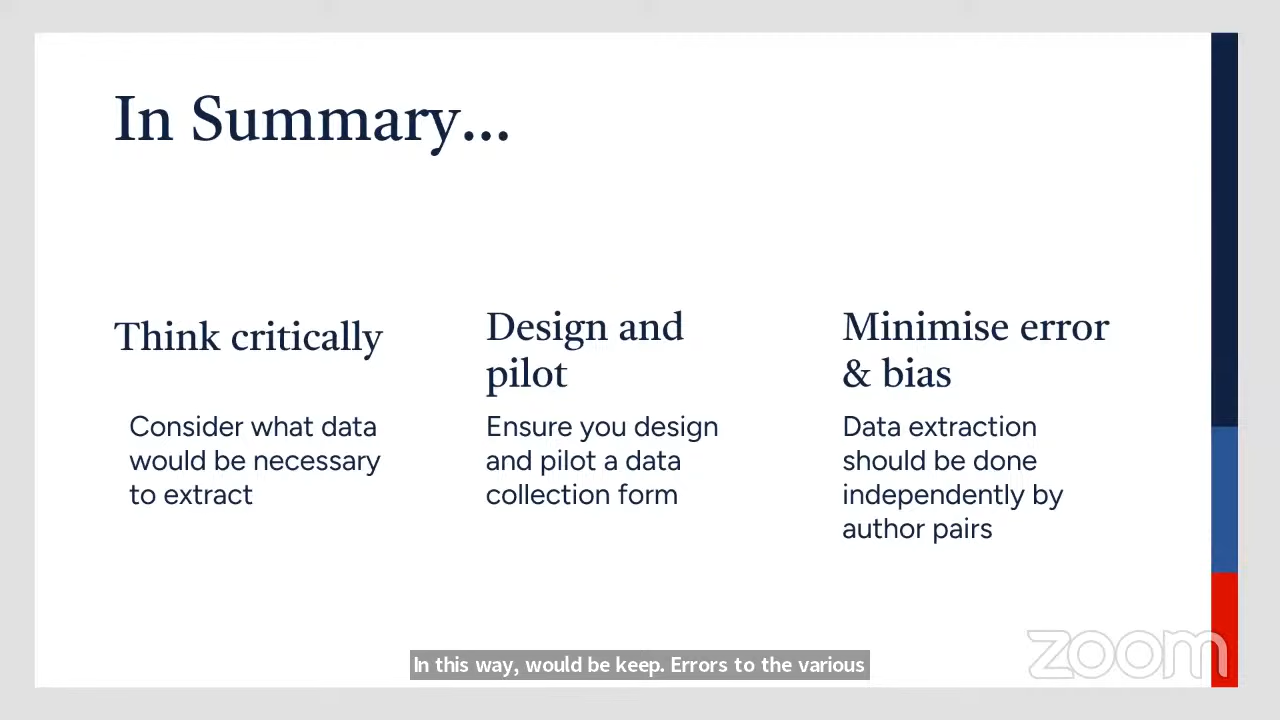 In Summary...
Think critically
Consider what data
would be necessary
to extract
Design and
pilot
Ensure you design
and pilot a data
collection form
Minimise error
& bias
Data extraction
should be done
independently by
author pairs
In this way, would be keep. Errors to the various
zoom